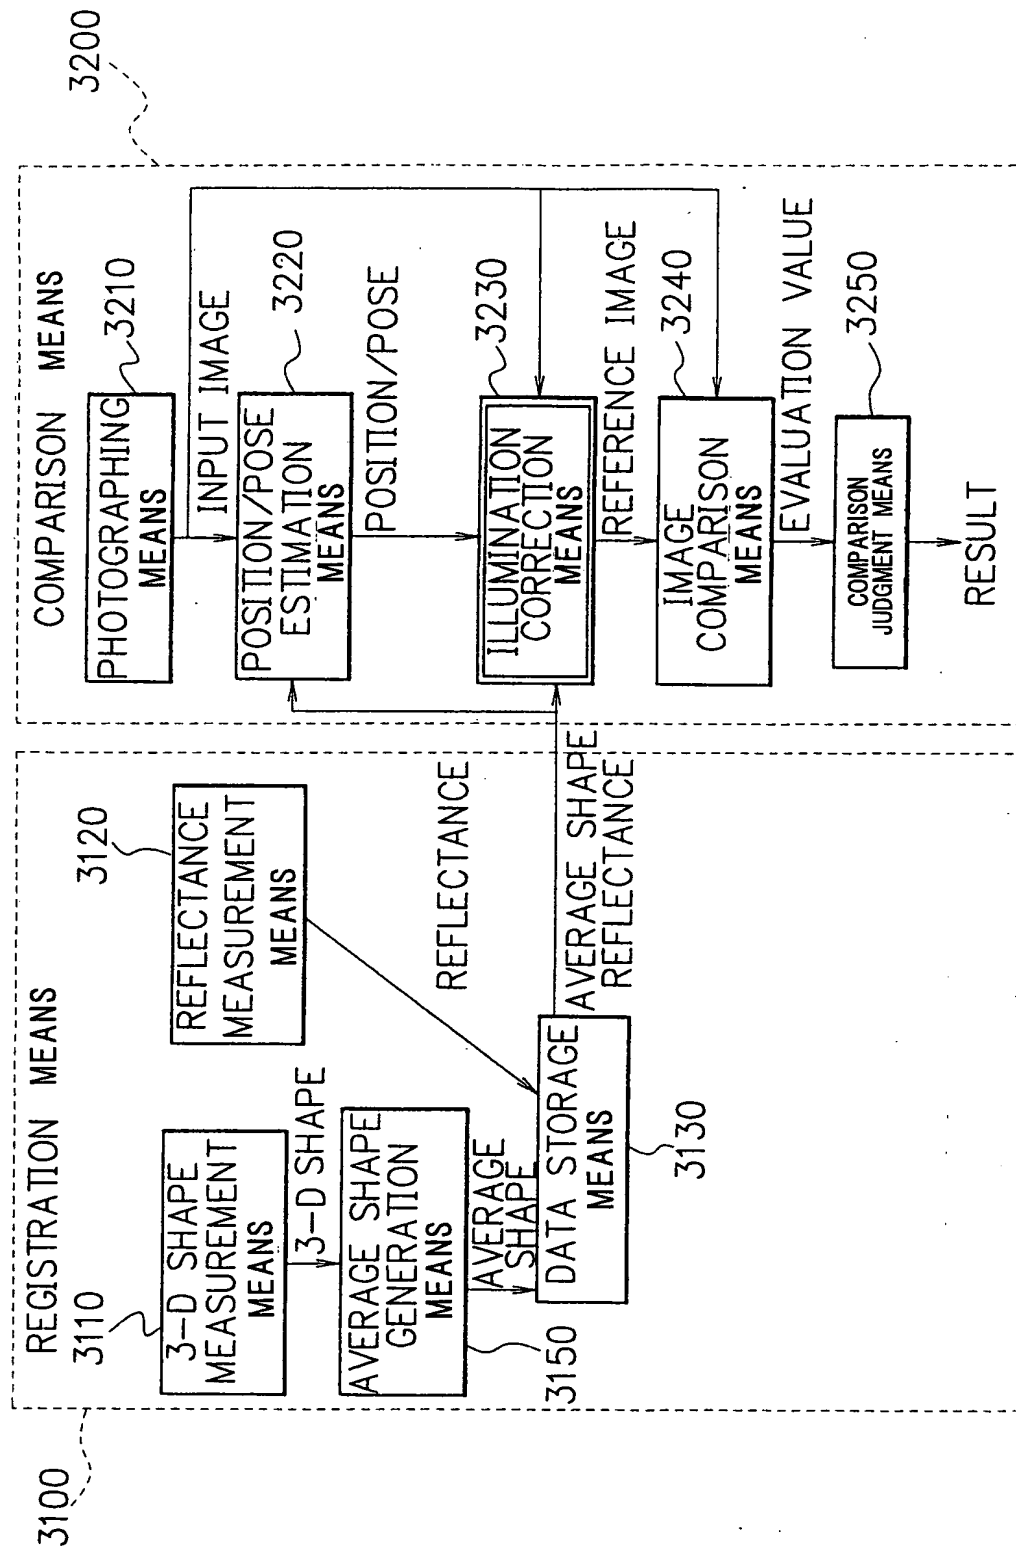 3100
REGISTRATION MEANS
3110
3-D SHAPE
MEASUREMENT
MEANS
3-D SHAPE
AVERAGE SHAPE
GENERATION
MEANS
3150
AVERAGE
SHAPE
3120
REFLECTANCE
MEASUREMENT
MEANS
REFLECTANCE
DATA STORAGE
MEANS
3130
AVERAGE SHAPE
REFLECTANCE
3200
COMPARISON MEANS
PHOTOGRAPHING
MEANS
3210
INPUT IMAGE
POSITION/POSE
ESTIMATION
MEANS
3220
POSITION/POSE
ILLUMINATION
CORRECTION
MEANS
3230
REFERENCE IMAGE
IMAGE
COMPARISON
MEANS
3240
EVALUATION VALUE
COMPARISON
JUDGMENT MEANS
3250
RESULT